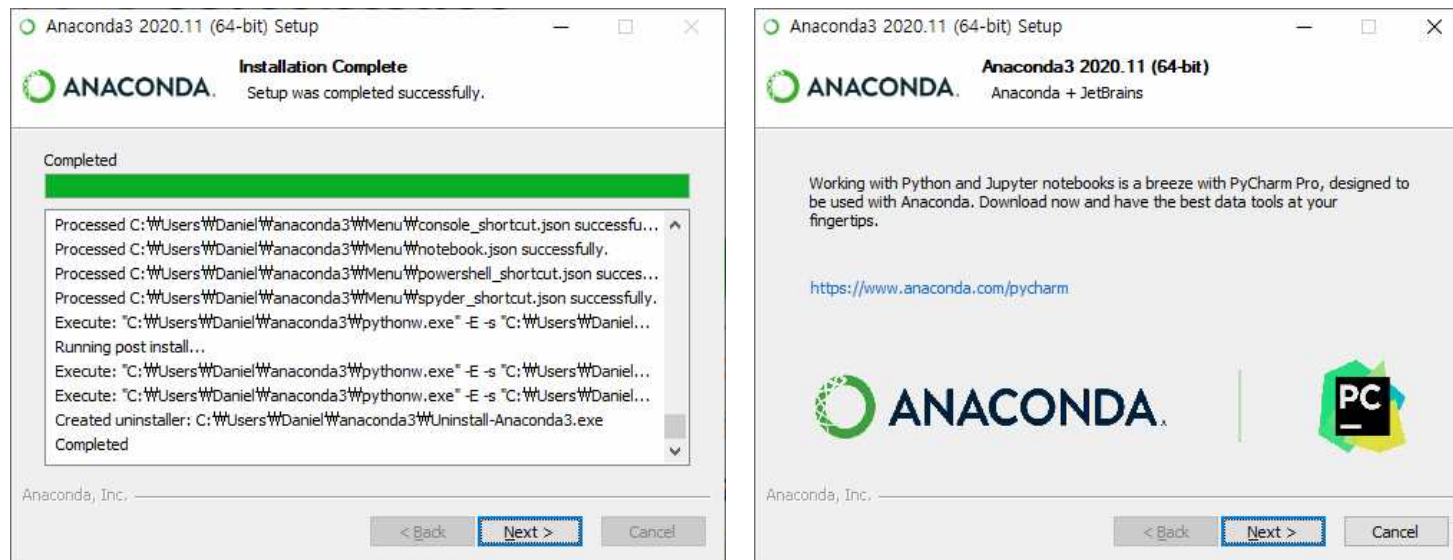 Anaconda3 2020.11 (64-bit) Setup
ANACONDA.
Installation Complete
Setup was completed successfully.
Completed
Processed C:₩Users₩Daniel₩anaconda3₩Menu₩console_shortcut.json successfu...
Processed C:₩Users₩Daniel₩anaconda3₩Menu₩notebook.json successfully.
Processed C:₩Users₩Daniel₩anaconda3₩Menu₩powershell_shortcut.json succes...
Processed C:₩Users₩Daniel₩anaconda3₩Menu₩spyder_shortcut.json successfully.
Execute: "C:₩Users₩Daniel₩anaconda3₩pythonw.exe" -E -s "C:₩Users₩Daniel...
Running post install...
Execute: "C:₩Users₩Daniel₩anaconda3₩pythonw.exe" -E -s "C:₩Users₩Daniel...
Execute: "C:₩Users₩Daniel₩anaconda3₩pythonw.exe" -E -s "C:₩Users₩Daniel...
Created uninstaller: C:₩Users₩Daniel₩anaconda3₩Uninstall-Anaconda3.exe
Completed
Anaconda, Inc.
< Back
Next >
Cancel
Anaconda3 2020.11 (64-bit) Setup
ANACONDA.
Anaconda3 2020.11 (64-bit)
Anaconda + JetBrains
Working with Python and Jupyter notebooks is a breeze with PyCharm Pro, designed to
be used with Anaconda. Download now and have the best data tools at your
fingertips.
https://www.anaconda.com/pycharm
ANACONDA.
PC
Anaconda, Inc.
< Back
Next >
Cancel